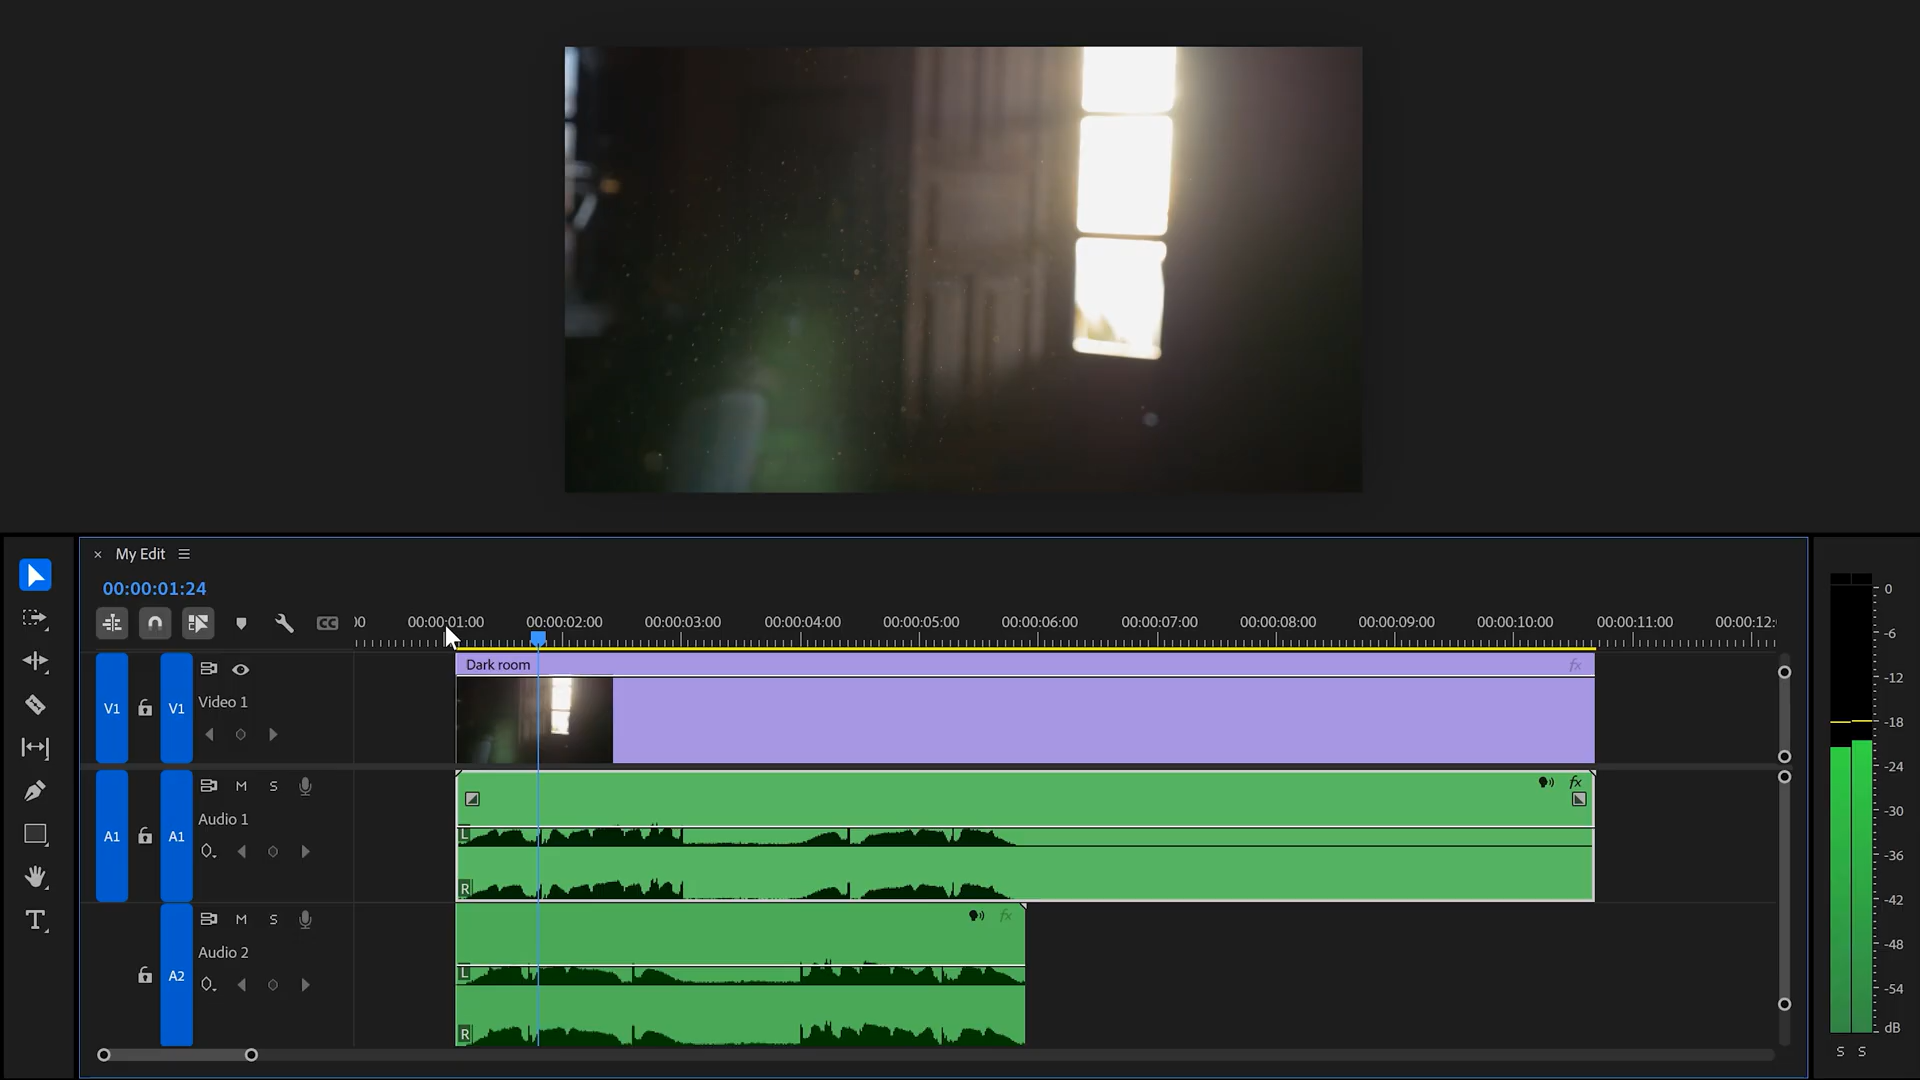 My Edit
00:00:01:24
CC
00
00:00:01:00
00:00:02:00
00:00:03:00
00:00:04:00
00:00:05:00
00:00:06:00
00:00:07:00
00:00:08:00
00:00:09:00
00:00:10:00
00:00:11:00
00:00:12:
V1
V1
Video 1
Dark room
fx
A1
A1
M
S
Audio 1
L
R
fx
A2
M
S
Audio 2
L
R
fx
T
0
-6
-12
-18
-24
-30
-36
-42
-48
-54
dB
S
S